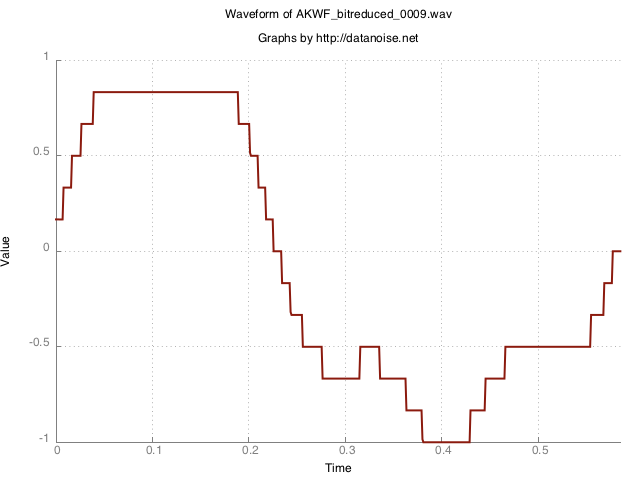 Waveform of AKWF_bitreduced_0009.wav
Graphs by http://datanoise.net
1
0.5
0
-0.5
-1
Value
0
0.1
0.2
0.3
0.4
0.5
Time